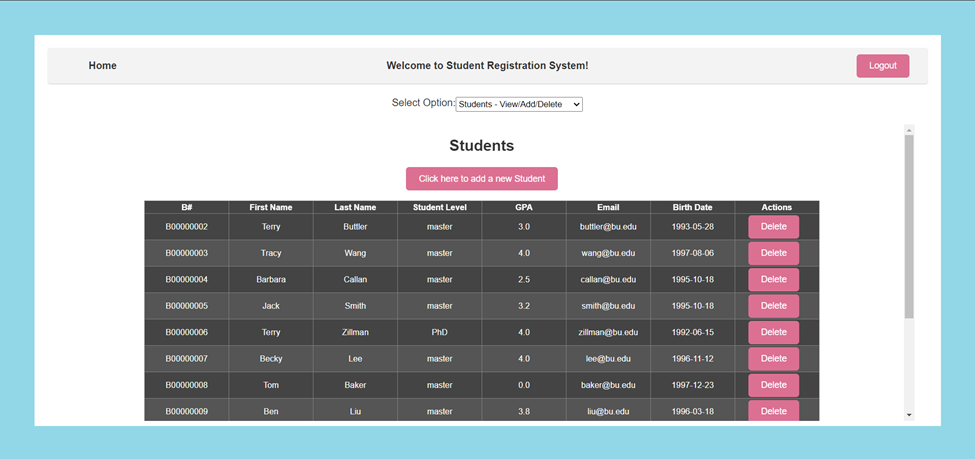 Home Welcome to Student Registration System! Logout
Select Option: Students - View/Add/Delete
Students
Click here to add a new Student
B# First Name Last Name Student Level GPA Email Birth Date Actions
B00000002 Terry Buttler master 3.0 buttler@bu.edu 1993-05-28 Delete
B00000003 Tracy Wang master 4.0 wang@bu.edu 1997-08-06 Delete
B00000004 Barbara Callan master 2.5 callan@bu.edu 1995-10-18 Delete
B00000005 Jack Smith master 3.2 smith@bu.edu 1995-10-18 Delete
B00000006 Terry Zillman PhD 4.0 zillman@bu.edu 1992-06-15 Delete
B00000007 Becky Lee master 4.0 lee@bu.edu 1996-11-12 Delete
B00000008 Tom Baker master 0.0 baker@bu.edu 1997-12-23 Delete
B00000009 Ben Liu master 3.8 liu@bu.edu 1996-03-18 Delete